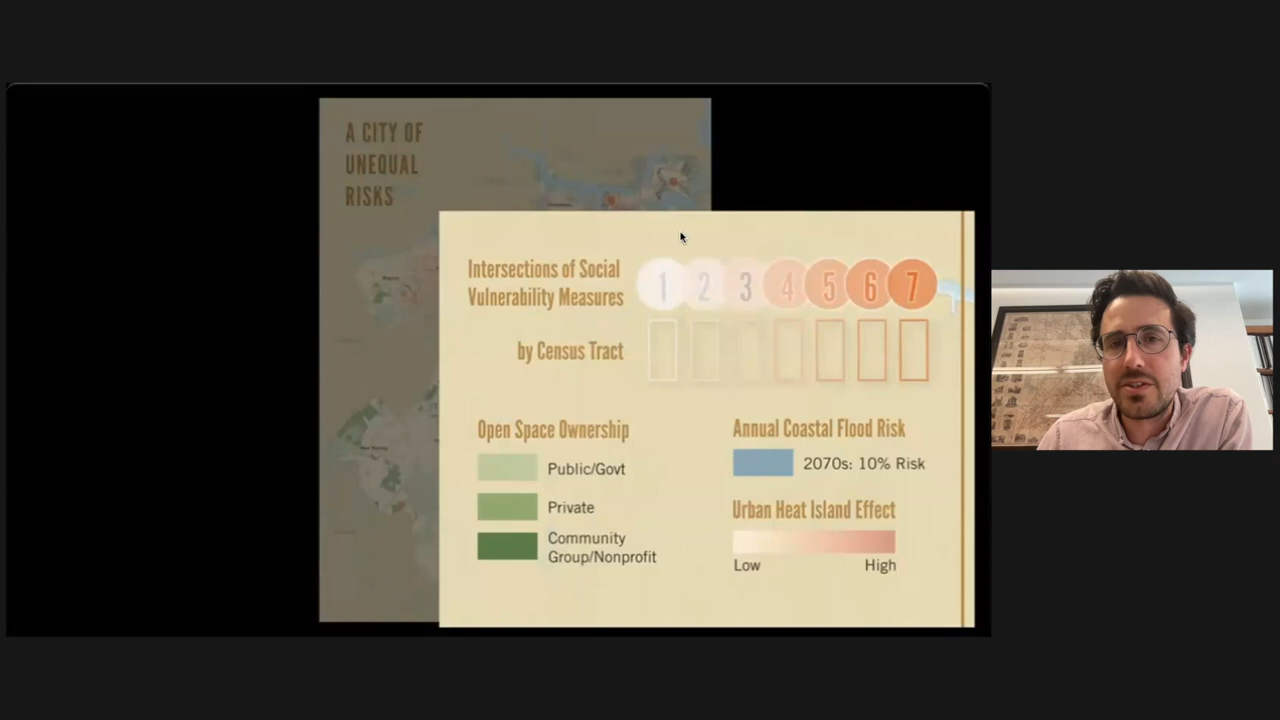 A CITY OF
UNEQUAL
RISKS
Intersections of Social
Vulnerability Measures
1 2 3 4 5 6 7
by Census Tract
Open Space Ownership
Public/Govt
Private
Community
Group/Nonprofit
Annual Coastal Flood Risk
2070s: 10% Risk
Urban Heat Island Effect
Low High